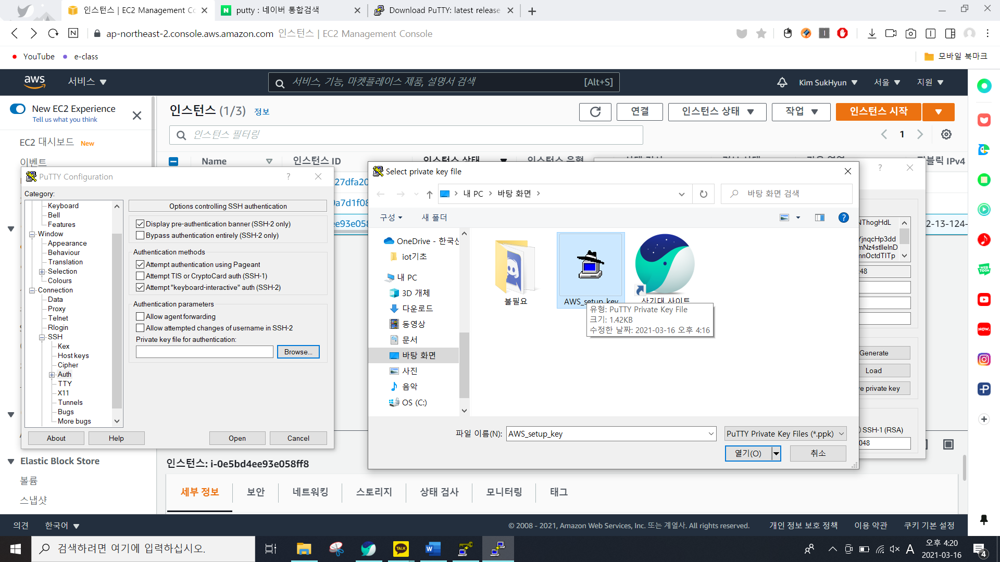 인스턴스 | EC2 Management Co
putty : 네이버 통합검색
Download PuTTY: latest release
ap-northeast-2.console.aws.amazon.com 인스턴스 | EC2 Management Console
YouTube
e-class
모바일 북마크
aws
서비스
서비스, 기능, 마켓플레이스 제품, 설명서 검색
[Alt+S]
Kim SukHyun
서울
지원
New EC2 Experience
Tell us what you think
EC2 대시보드 New
이벤트
인스턴스 (1/3) 정보
연결
인스턴스 상태
작업
인스턴스 시작
인스턴스 필터링
1
Name
인스턴스 ID
인스턴스 상태
인스턴스 유형
퍼블릭 IPv4
27dfa20
9a7d1f08
ee93e058
2-13-124-
PuTTY Configuration
Category:
Keyboard
Bell
Features
Window
Appearance
Behaviour
Translation
Selection
Colours
Connection
Data
Proxy
Telnet
Rlogin
SSH
Kex
Host keys
Cipher
Auth
TTY
X11
Tunnels
Bugs
More bugs
Options controlling SSH authentication
Display pre-authentication banner (SSH-2 only)
Bypass authentication entirely (SSH-2 only)
Authentication methods
Attempt authentication using Pageant
Attempt TIS or CryptoCard auth (SSH-1)
Attempt "keyboard-interactive" auth (SSH-2)
Authentication parameters
Allow agent forwarding
Allow attempted changes of username in SSH-2
Private key file for authentication:
Browse...
About
Help
Open
Cancel
Select private key file
내 PC
바탕 화면
바탕 화면 검색
구성
새 폴더
OneDrive - 한국산
iot기초
내 PC
3D 개체
다운로드
동영상
문서
바탕 화면
사진
음악
OS (C:)
불필요
AWS_setup_key
산기대 사이트
유형: PuTTY Private Key File
크기: 1.42KB
수정한 날짜: 2021-03-16 오후 4:16
파일 이름(N):
AWS_setup_key
PuTTY Private Key Files (*.ppk)
열기(O)
취소
NThogHdL
YjnqcHp3dd
mNz4stlleInD
mnOctdTITp
:48
Generate
Load
e private key
SSH-1 (RSA)
048
Elastic Block Store
볼륨
스냅샷
인스턴스: i-0e5bd4ee93e058ff8
세부 정보
보안
네트워킹
스토리지
상태 검사
모니터링
태그
의견
한국어
© 2008 - 2021, Amazon Web Services, Inc. 또는 계열사. All rights reserved.
개인 정보 보호 정책
이용 약관
쿠키 기본 설정
WEB
TOON
NOW.
검색하려면 여기에 입력하십시오.
TALK
A
오후 4:20
2021-03-16
4